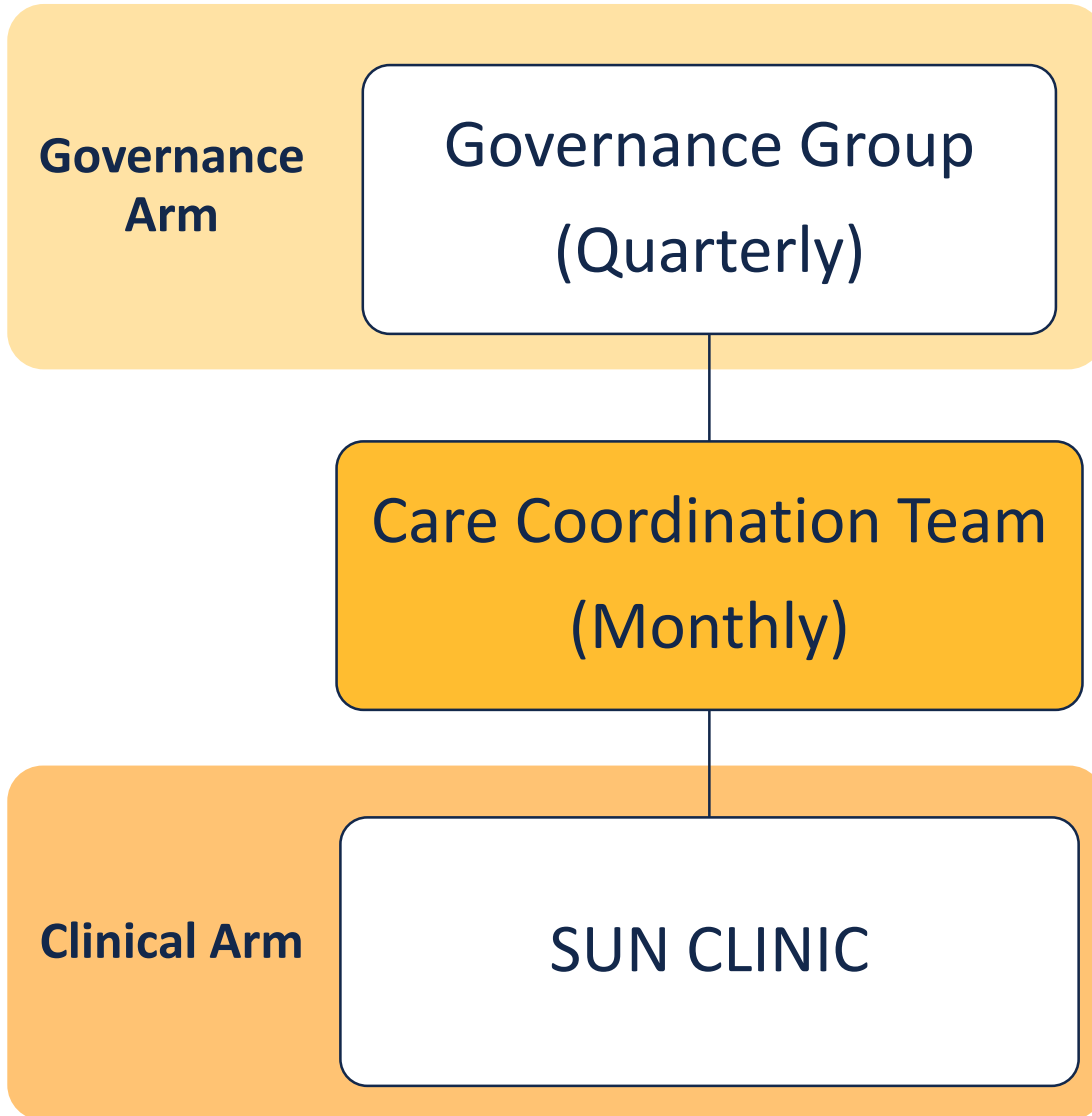 Governance
Arm
Governance Group
(Quarterly)
Care Coordination Team
(Monthly)
Clinical Arm
SUN CLINIC